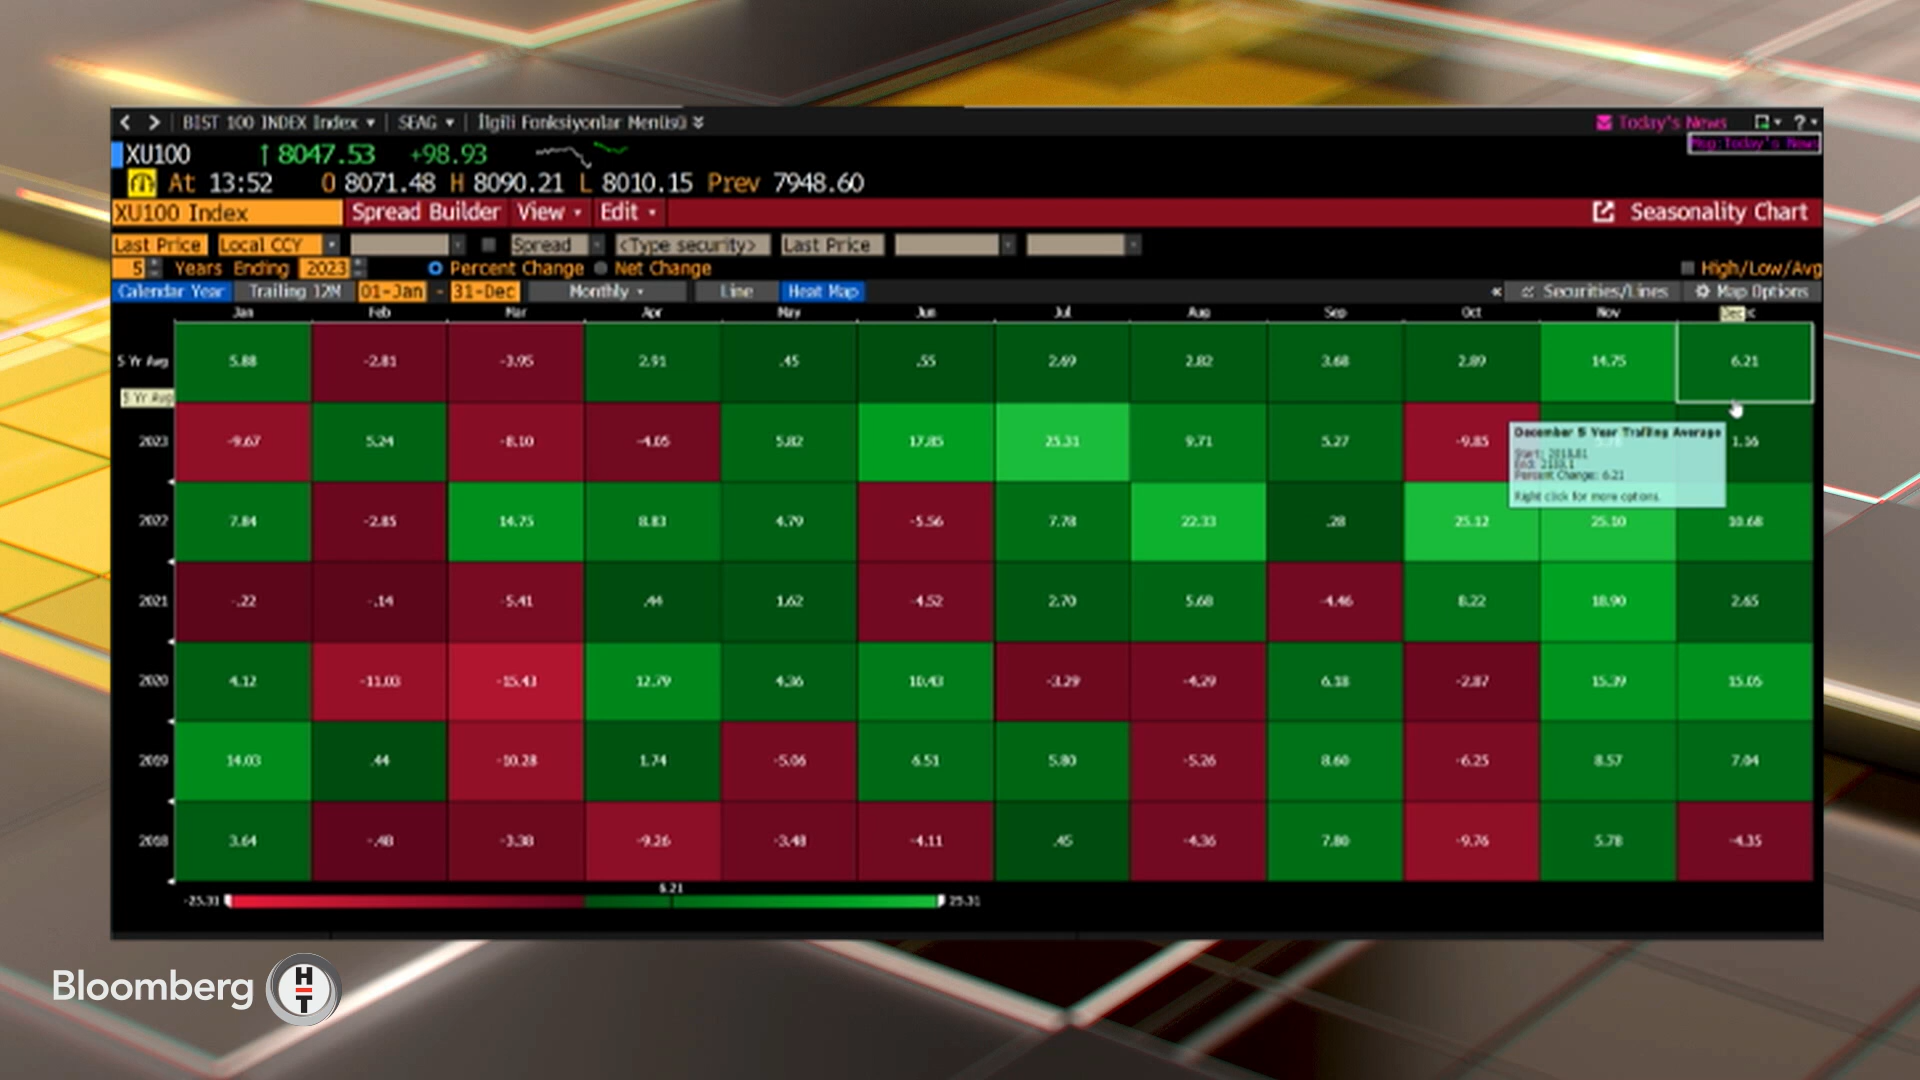 BIST 100 INDEX Index SEAG İlgili Fonksiyonlar Menüsü Today's News ?
XU100 ↑8047.53 +98.93 Msg:Today's News
At 13:52 O 8071.48 H 8090.21 L 8010.15 Prev 7948.60
XU100 Index Spread Builder View Edit Seasonality Chart
Last Price Local CCY Spread <Type security> Last Price
5 Years Ending 2023 Percent Change Net Change High/Low/Avg
Calendar Year Trailing 12M 01-Jan - 31-Dec Monthly Line Heat Map « Securities/Lines Map Options
Jan Feb Mar Apr May Jun Jul Aug Sep Oct Nov Dec
5 Yr Avg 5.88 -2.81 -3.95 2.91 .45 .55 2.69 2.82 3.68 2.89 14.75 6.21
5 Yr Avg
2023 -9.67 5.24 -8.10 -4.05 5.82 17.85 25.31 9.71 5.27 -9.85 1.16
December 5 Year Trailing Average
Start:
End:
Percent Change: 6.21
Right click for more options.
2022 7.84 -2.85 14.75 8.83 4.79 -5.56 7.78 22.33 .28 25.12 25.10 10.68
2021 -.22 -.14 -5.41 .44 1.62 -4.52 2.70 5.68 -4.46 8.22 18.90 2.65
2020 4.12 -11.03 -15.43 12.79 4.36 10.43 -3.29 -4.29 6.18 -2.87 15.39 15.05
2019 14.03 .44 -10.28 1.74 -5.06 6.51 5.80 -5.26 8.60 -6.25 8.57 7.04
2018 3.64 -.48 -3.38 -9.26 -3.48 -4.11 .45 -4.36 7.80 -9.76 5.78 -4.35
6.21
-25.31 25.31
Bloomberg HT